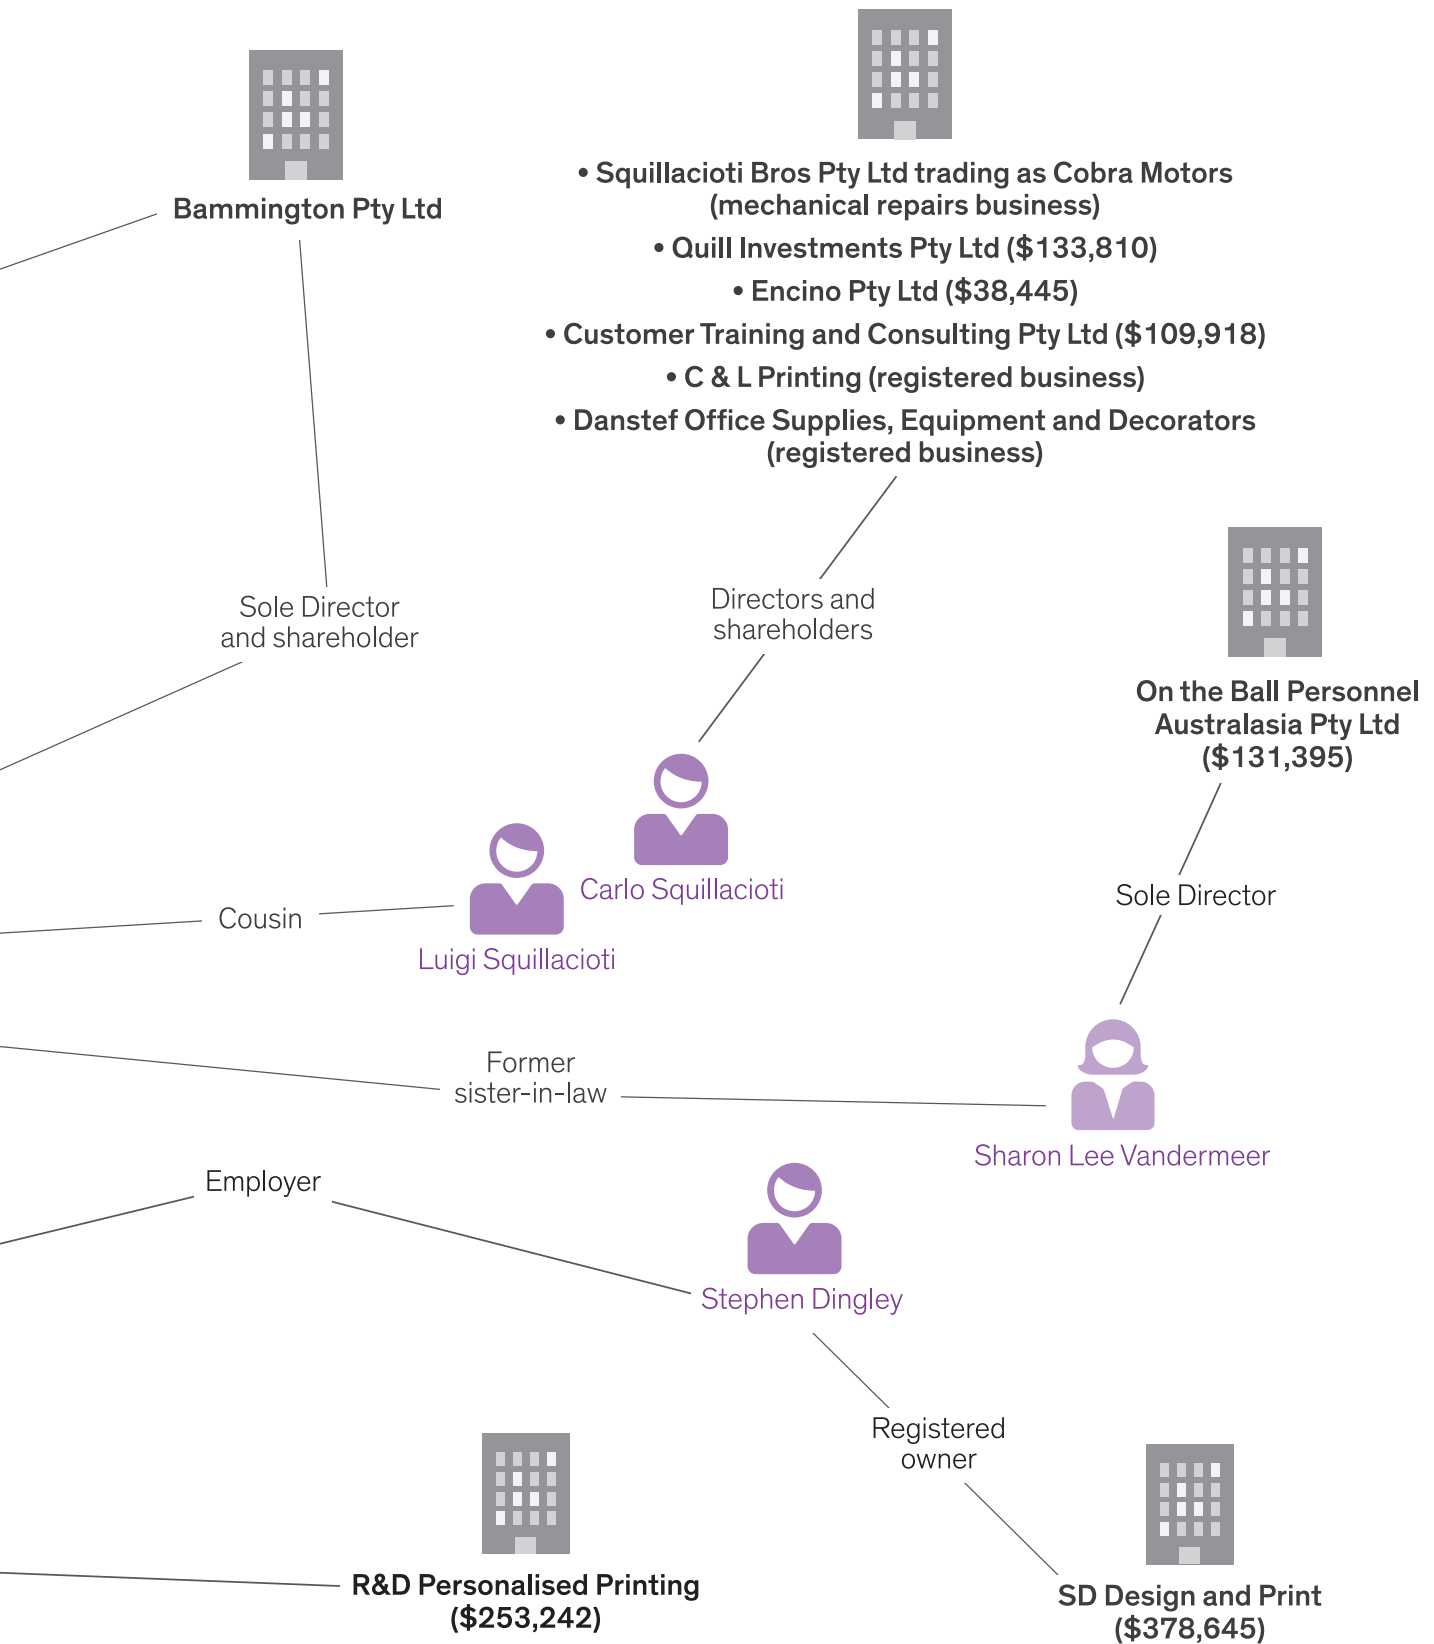 Bammington Pty Ltd
• Squillacioti Bros Pty Ltd trading as Cobra Motors
(mechanical repairs business)
• Quill Investments Pty Ltd ($133,810)
• Encino Pty Ltd ($38,445)
• Customer Training and Consulting Pty Ltd ($109,918)
• C & L Printing (registered business)
• Danstef Office Supplies, Equipment and Decorators
(registered business)
Sole Director
and shareholder
Directors and
shareholders
On the Ball Personnel
Australasia Pty Ltd
($131,395)
Carlo Squillacioti
Sole Director
Cousin
Luigi Squillacioti
Former
sister-in-law
Sharon Lee Vandermeer
Employer
Stephen Dingley
Registered
owner
R&D Personalised Printing
($253,242)
SD Design and Print
($378,645)